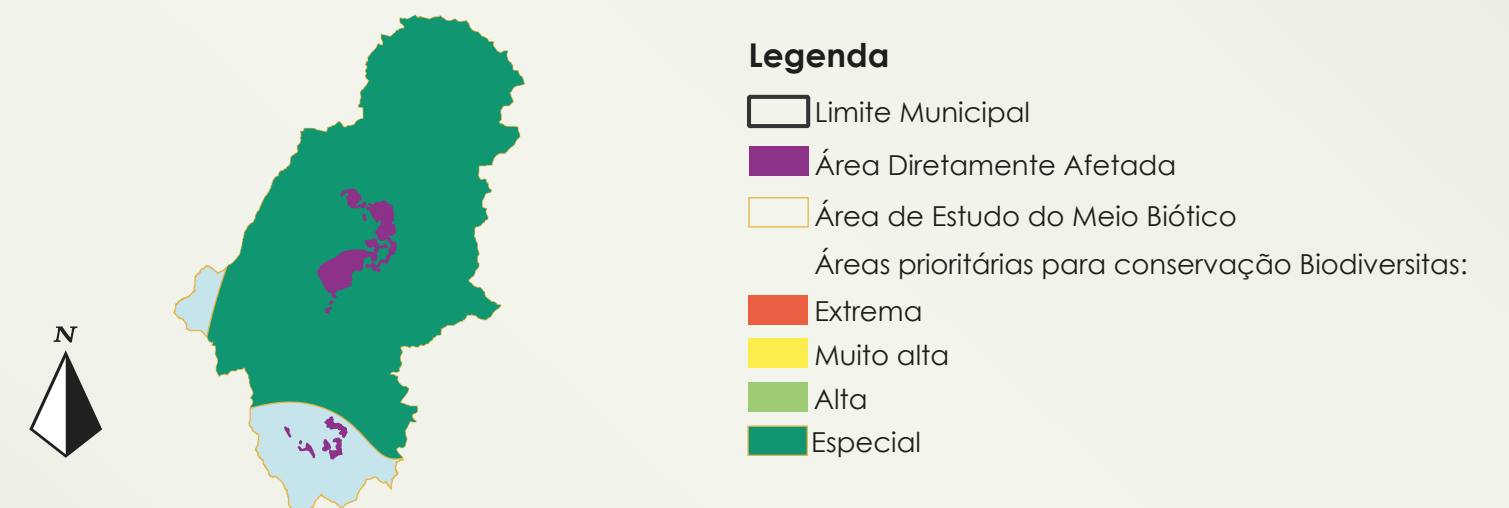 Legenda
Limite Municipal
Área Diretamente Afetada
Área de Estudo do Meio Biótico
Áreas prioritárias para conservação Biodiversitas:
Extrema
Muito alta
Alta
Especial
N